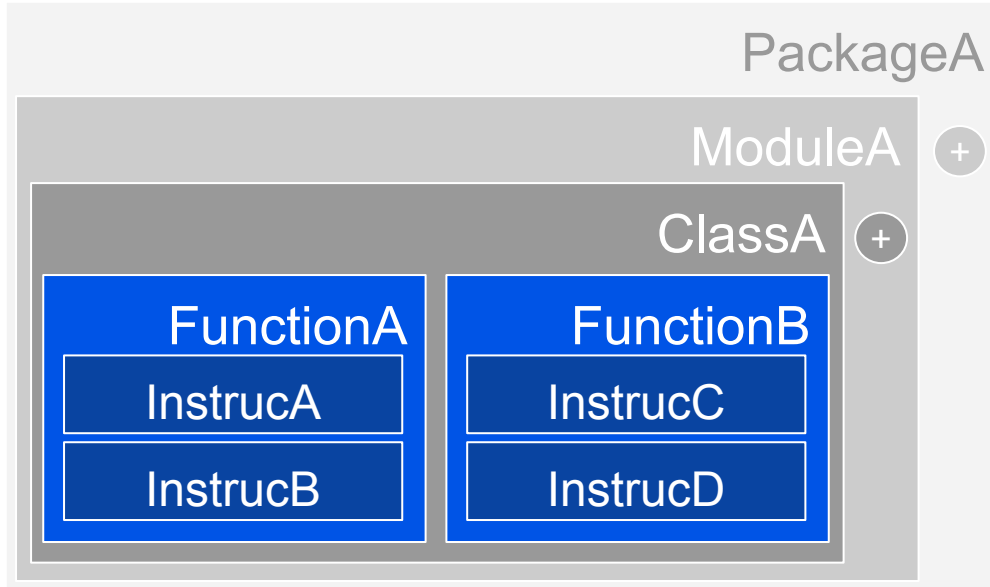 PackageA
ModuleA +
ClassA +
FunctionA
InstrucA
InstrucB
FunctionB
InstrucC
InstrucD